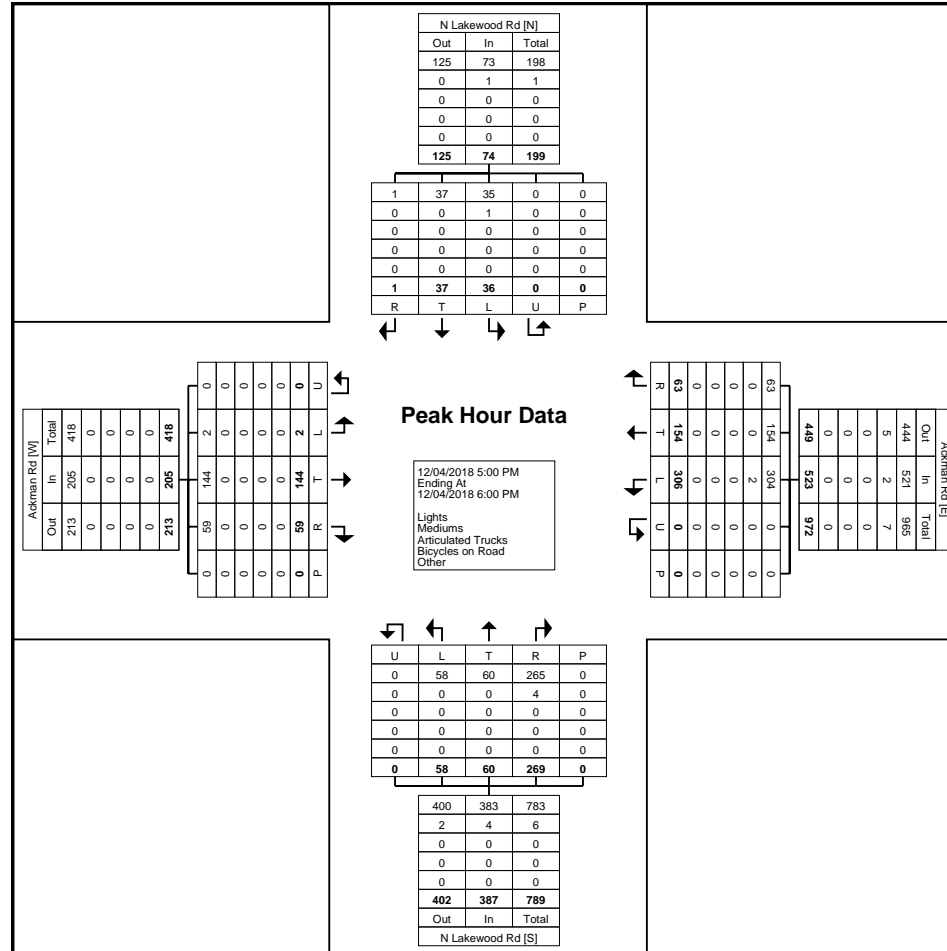 N Lakewood Rd [N]
Out In Total
125 73 198
0 1 1
0 0 0
0 0 0
0 0 0
125 74 199
1 37 35 0 0
0 0 1 0 0
0 0 0 0 0
0 0 0 0 0
0 0 0 0 0
1 37 36 0 0
R T L U P
Ackman Rd [W]
Total In Out
418 205 213
0 0 0
0 0 0
0 0 0
0 0 0
418 205 213
0 2 144 59 0
0 0 0 0 0
0 0 0 0 0
0 0 0 0 0
0 0 0 0 0
0 2 144 59 0
U L T R P
Peak Hour Data
12/04/2018 5:00 PM
Ending At
12/04/2018 6:00 PM
Lights
Mediums
Articulated Trucks
Bicycles on Road
Other
Ackman Rd [E]
Out In Total
444 521 965
5 2 7
0 0 0
0 0 0
0 0 0
449 523 972
63 154 304 0 0
0 0 2 0 0
0 0 0 0 0
0 0 0 0 0
0 0 0 0 0
63 154 306 0 0
R T L U P
U L T R P
0 58 60 265 0
0 0 0 4 0
0 0 0 0 0
0 0 0 0 0
0 0 0 0 0
0 58 60 269 0
400 383 783
2 4 6
0 0 0
0 0 0
0 0 0
402 387 789
Out In Total
N Lakewood Rd [S]